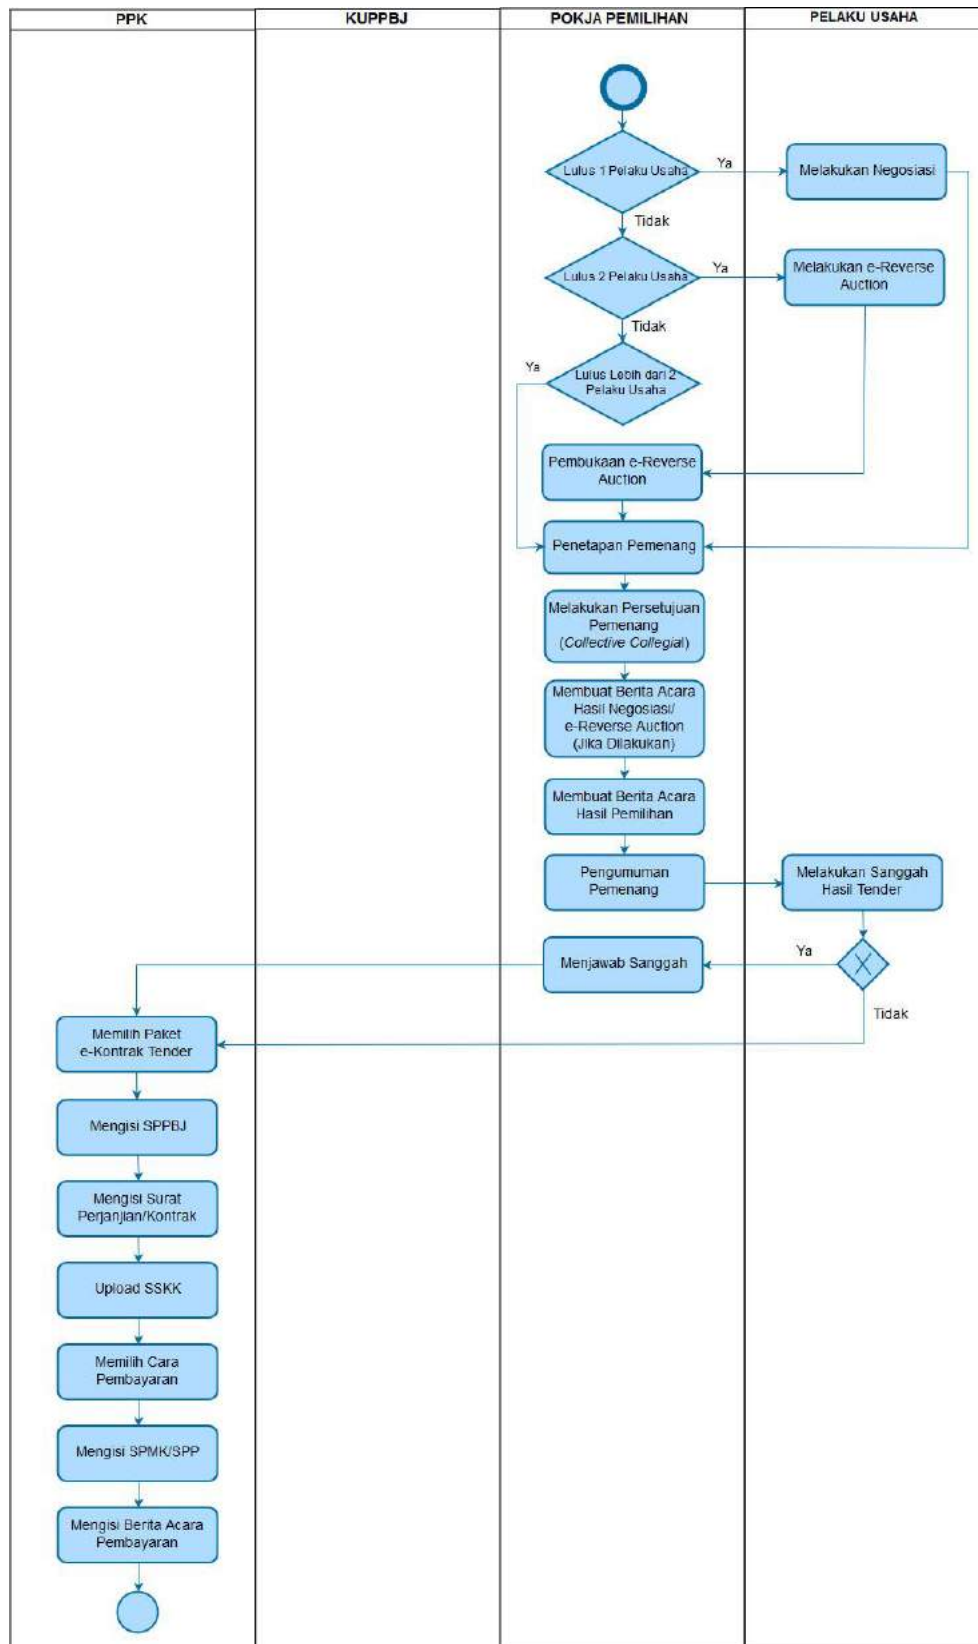 PPK
KUPPBJ
POKJA PEMILIHAN
PELAKU USAHA
Lulus 1 Pelaku Usaha
Ya
Melakukan Negosiasi
Tidak
Lulus 2 Pelaku Usaha
Ya
Melakukan e-Reverse
Auction
Tidak
Ya
Lulus Lebih dari 2
Pelaku Usaha
Pembukaan e-Reverse
Auction
Penetapan Pemenang
Melakukan Persetujuan
Pemenang
(Collective Collegial)
Membuat Berita Acara
Hasil Negosiasi/
e-Reverse Auction
(Jika Dilakukan)
Membuat Berita Acara
Hasil Pemilihan
Pengumuman
Pemenang
Melakukan Sanggah
Hasil Tender
Menjawab Sanggah
Ya
X
Tidak
Memilih Paket
e-Kontrak Tender
Mengisi SPPBJ
Mengisi Surat
Perjanjian/Kontrak
Upload SSKK
Memilih Cara
Pembayaran
Mengisi SPMK/SPP
Mengisi Berita Acara
Pembayaran